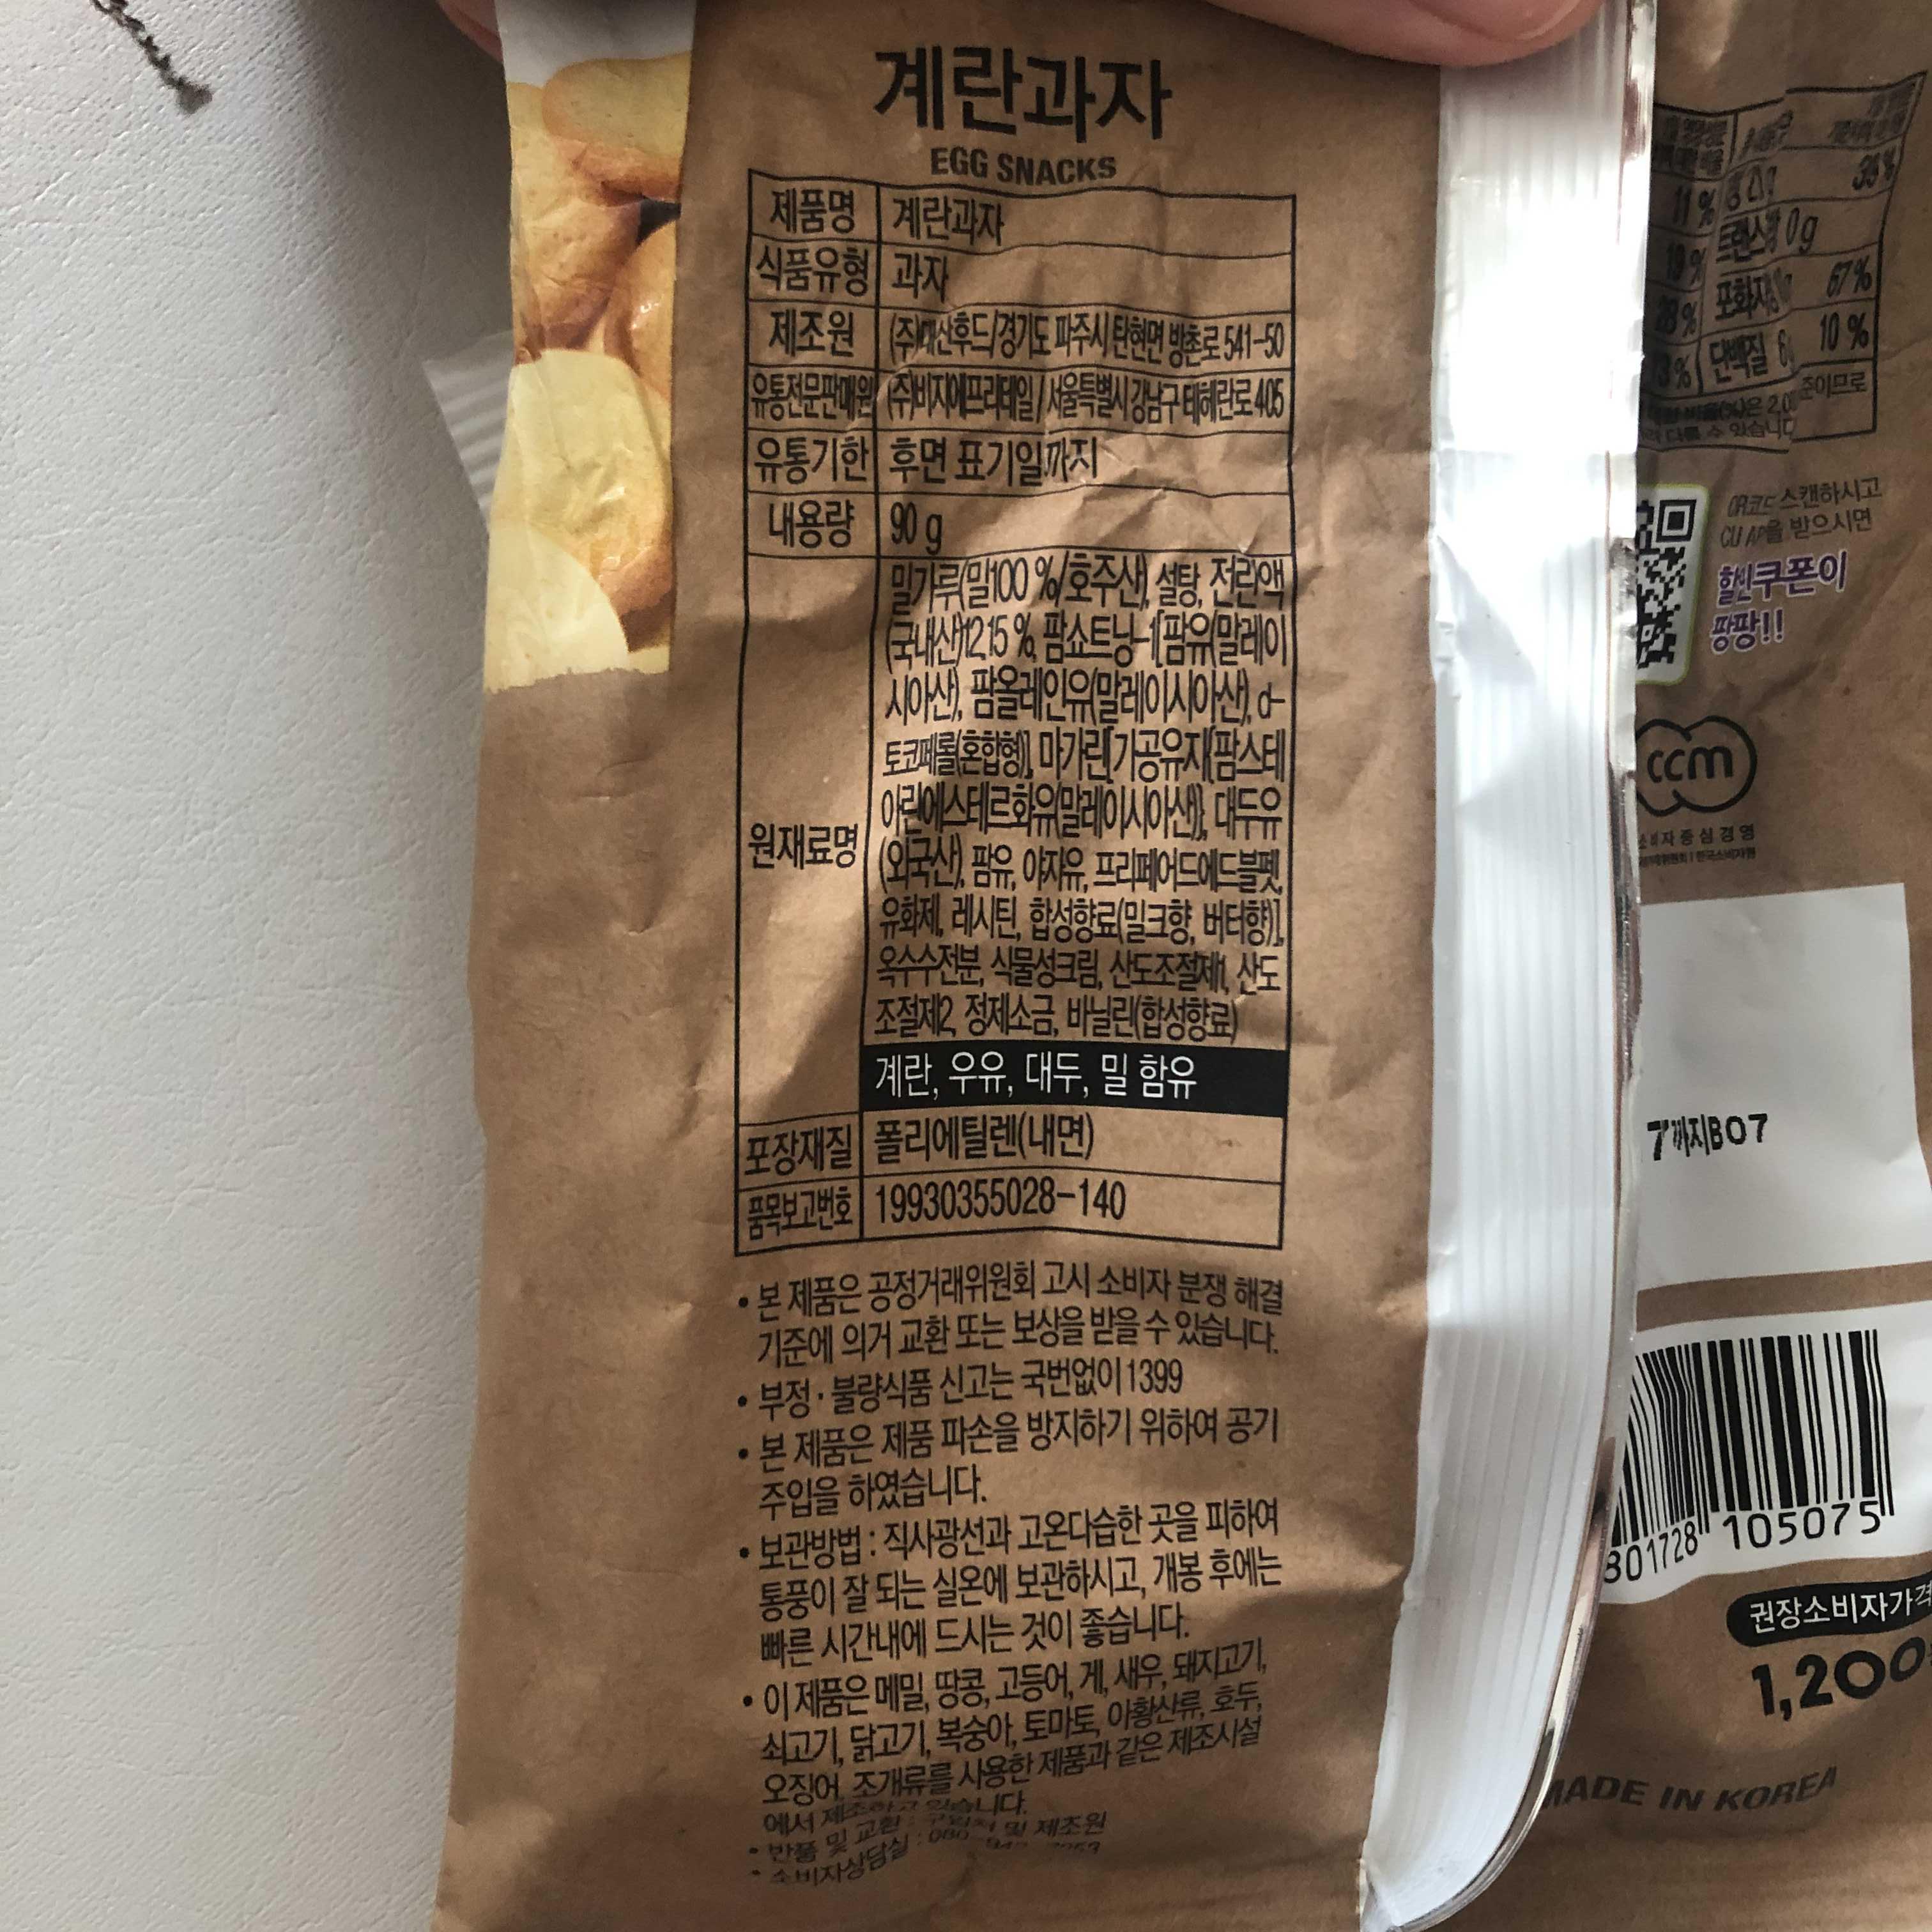 계란과자
EGG SNACKS
제품명 계란과자
식품유형 과자
제조원 (주)매산후드/경기도 파주시 탄현면 방촌로 541-50
유통전문판매원 (주)비지에프리테일/서울특별시 강남구 테헤란로 405
유통기한 후면 표기일까지
내용량 90 g
원재료명
밀가루(밀100 %/호주산), 설탕, 전란액
(국내산)12.15 %, 팜쇼트닝-1[팜유(말레이
시아산), 팜올레인유(말레이시아산), d-
토코페롤(혼합형)], 마가린[가공유지{팜스테
아린에스테르화유(말레이시아산)}, 대두유
(외국산), 팜유, 야자유, 프리페어드에드블펫,
유화제, 레시틴, 합성향료(밀크향, 버터향)],
옥수수전분, 식물성크림, 산도조절제1, 산도
조절제2, 정제소금, 바닐린(합성향료)
계란, 우유, 대두, 밀 함유
포장재질 폴리에틸렌(내면)
품목보고번호 19930355028-140
• 본 제품은 공정거래위원회 고시 소비자 분쟁 해결
기준에 의거 교환 또는 보상을 받을 수 있습니다.
• 부정·불량식품 신고는 국번없이 1399
• 본 제품은 제품 파손을 방지하기 위하여 공기
주입을 하였습니다.
• 보관방법 : 직사광선과 고온다습한 곳을 피하여
통풍이 잘 되는 실온에 보관하시고, 개봉 후에는
빠른 시간내에 드시는 것이 좋습니다.
• 이 제품은 메밀, 땅콩, 고등어, 게, 새우, 돼지고기,
쇠고기, 닭고기, 복숭아, 토마토, 아황산류, 호두,
오징어, 조개류를 사용한 제품과 같은 제조시설
에서 제조하고 있습니다.
• 반품 및 교환 : 구입처 및 제조원
• 소비자상담실 : 080
11 % 35 %
19 % 트랜스지방 0 g
28 % 포화지방 67 %
단백질 10 %
준이므로
다를 수 있습니다
QR코드 스캔하시고
CU APP을 받으시면
할인쿠폰이
팡팡!!
ccm
소비자중심경영
7까지B07
801728 105075
권장소비자가격
1,200
MADE IN KOREA